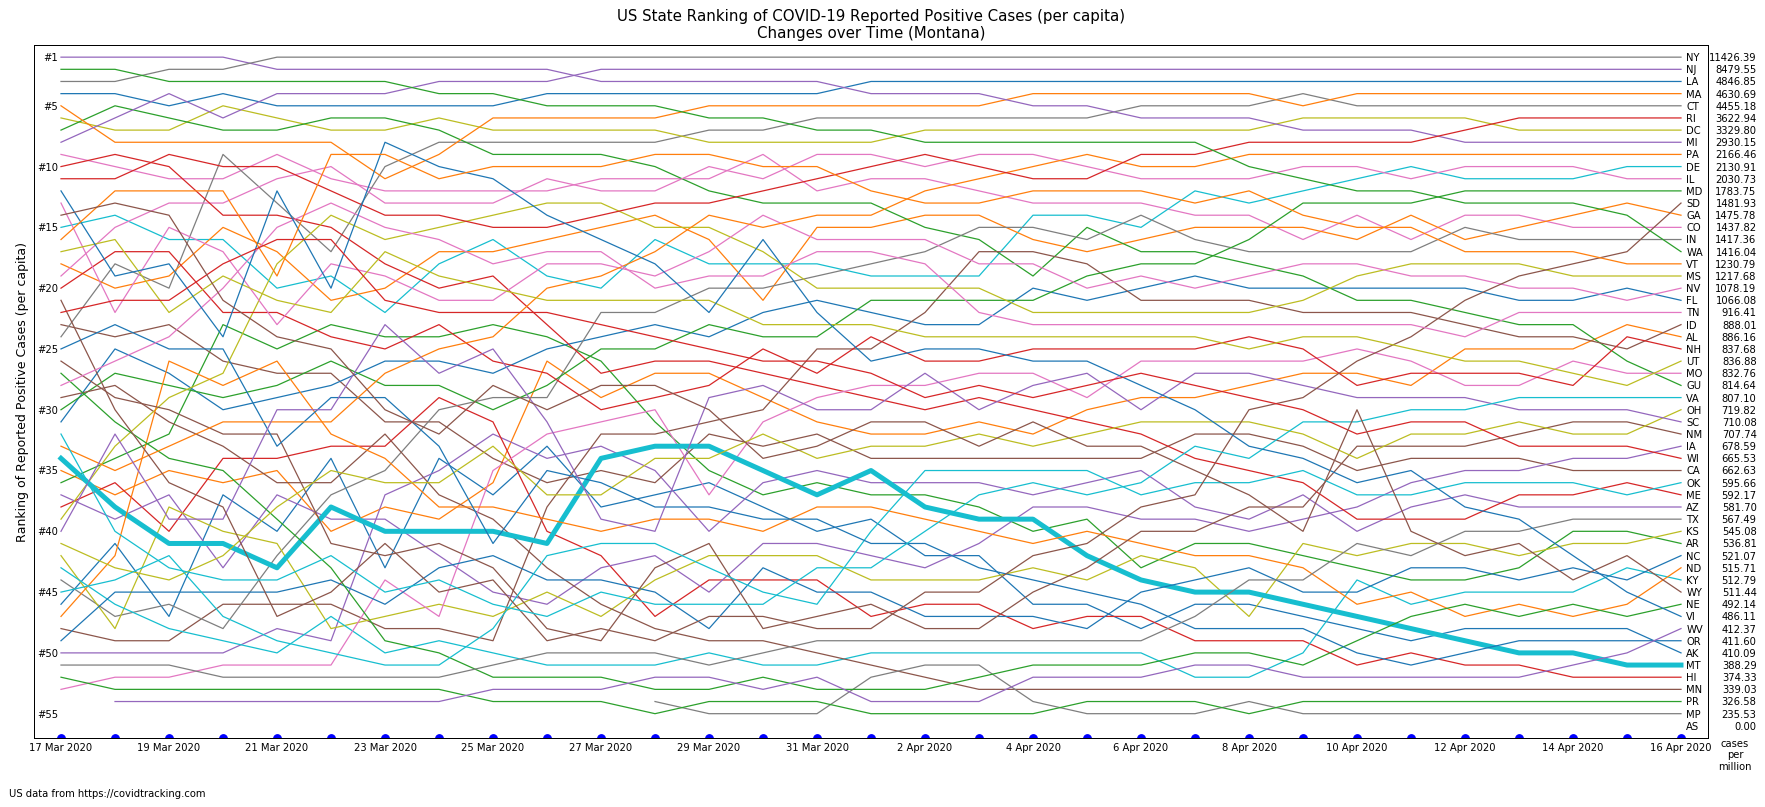 US State Ranking of COVID-19 Reported Positive Cases (per capita)
Changes over Time (Montana)
Ranking of Reported Positive Cases (per capita)
#1
#5
#10
#15
#20
#25
#30
#35
#40
#45
#50
#55
NY 11426.39
NJ 8479.55
LA 4846.85
MA 4630.69
CT 4455.18
RI 3622.94
DC 3329.80
MI 2930.15
PA 2166.46
DE 2130.91
IL 2030.73
MD 1783.75
SD 1481.93
GA 1475.78
CO 1437.82
IN 1417.36
WA 1416.04
VT 1230.79
MS 1217.68
NV 1078.19
FL 1066.08
TN 916.41
ID 888.01
AL 886.16
NH 837.68
UT 836.88
MO 832.76
GU 814.64
VA 807.10
OH 719.82
SC 710.08
NM 707.74
IA 678.59
WI 665.53
CA 662.63
OK 595.66
ME 592.17
AZ 581.70
TX 567.49
KS 545.08
AR 536.81
NC 521.07
ND 515.71
KY 512.79
WY 511.44
NE 492.14
VI 486.11
WV 412.37
OR 411.60
AK 410.09
MT 388.29
HI 374.33
MN 339.03
PR 326.58
MP 235.53
AS 0.00
17 Mar 2020 19 Mar 2020 21 Mar 2020 23 Mar 2020 25 Mar 2020 27 Mar 2020 29 Mar 2020 31 Mar 2020 2 Apr 2020 4 Apr 2020 6 Apr 2020 8 Apr 2020 10 Apr 2020 12 Apr 2020 14 Apr 2020 16 Apr 2020
cases
per
million
US data from https://covidtracking.com